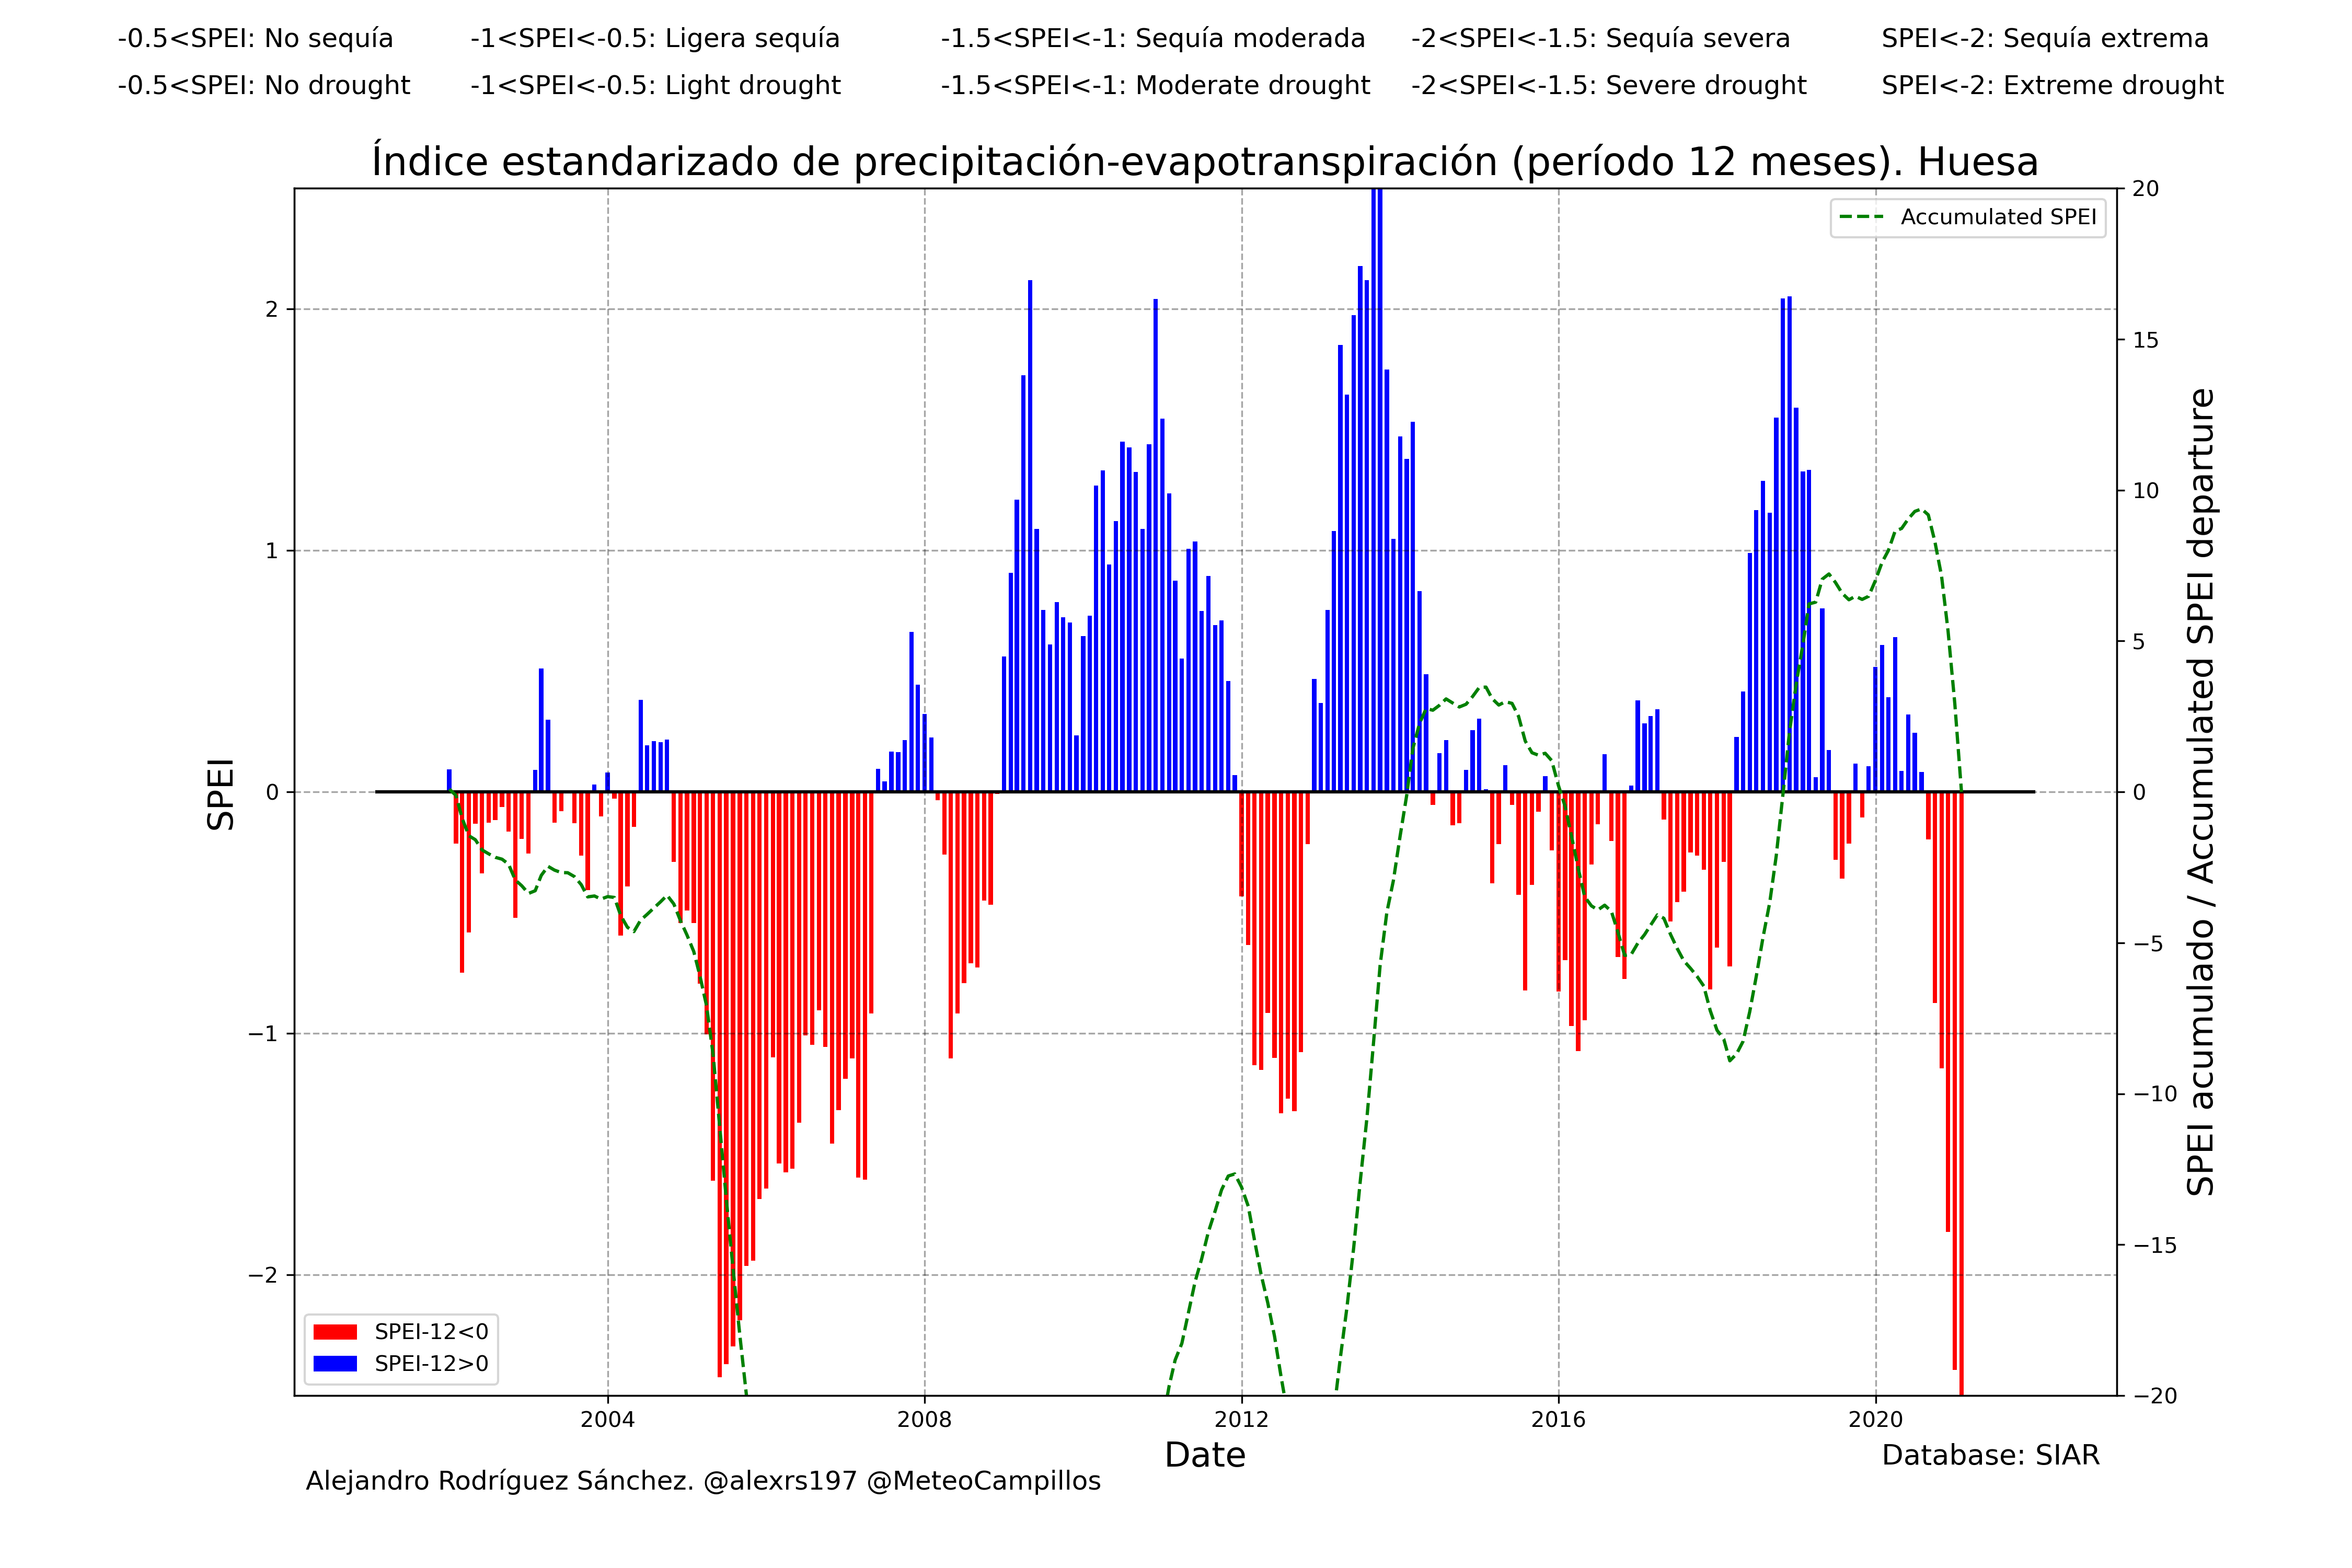 -0.5<SPEI: No sequía -1<SPEI<-0.5: Ligera sequía -1.5<SPEI<-1: Sequía moderada -2<SPEI<-1.5: Sequía severa SPEI<-2: Sequía extrema
-0.5<SPEI: No drought -1<SPEI<-0.5: Light drought -1.5<SPEI<-1: Moderate drought -2<SPEI<-1.5: Severe drought SPEI<-2: Extreme drought
Índice estandarizado de precipitación-evapotranspiración (período 12 meses). Huesa
Accumulated SPEI
SPEI
2
1
0
−1
−2
20
15
10
5
0
−5
−10
−15
−20
SPEI acumulado / Accumulated SPEI departure
SPEI-12<0
SPEI-12>0
2004 2008 2012 2016 2020
Date
Database: SIAR
Alejandro Rodríguez Sánchez. @alexrs197 @MeteoCampillos